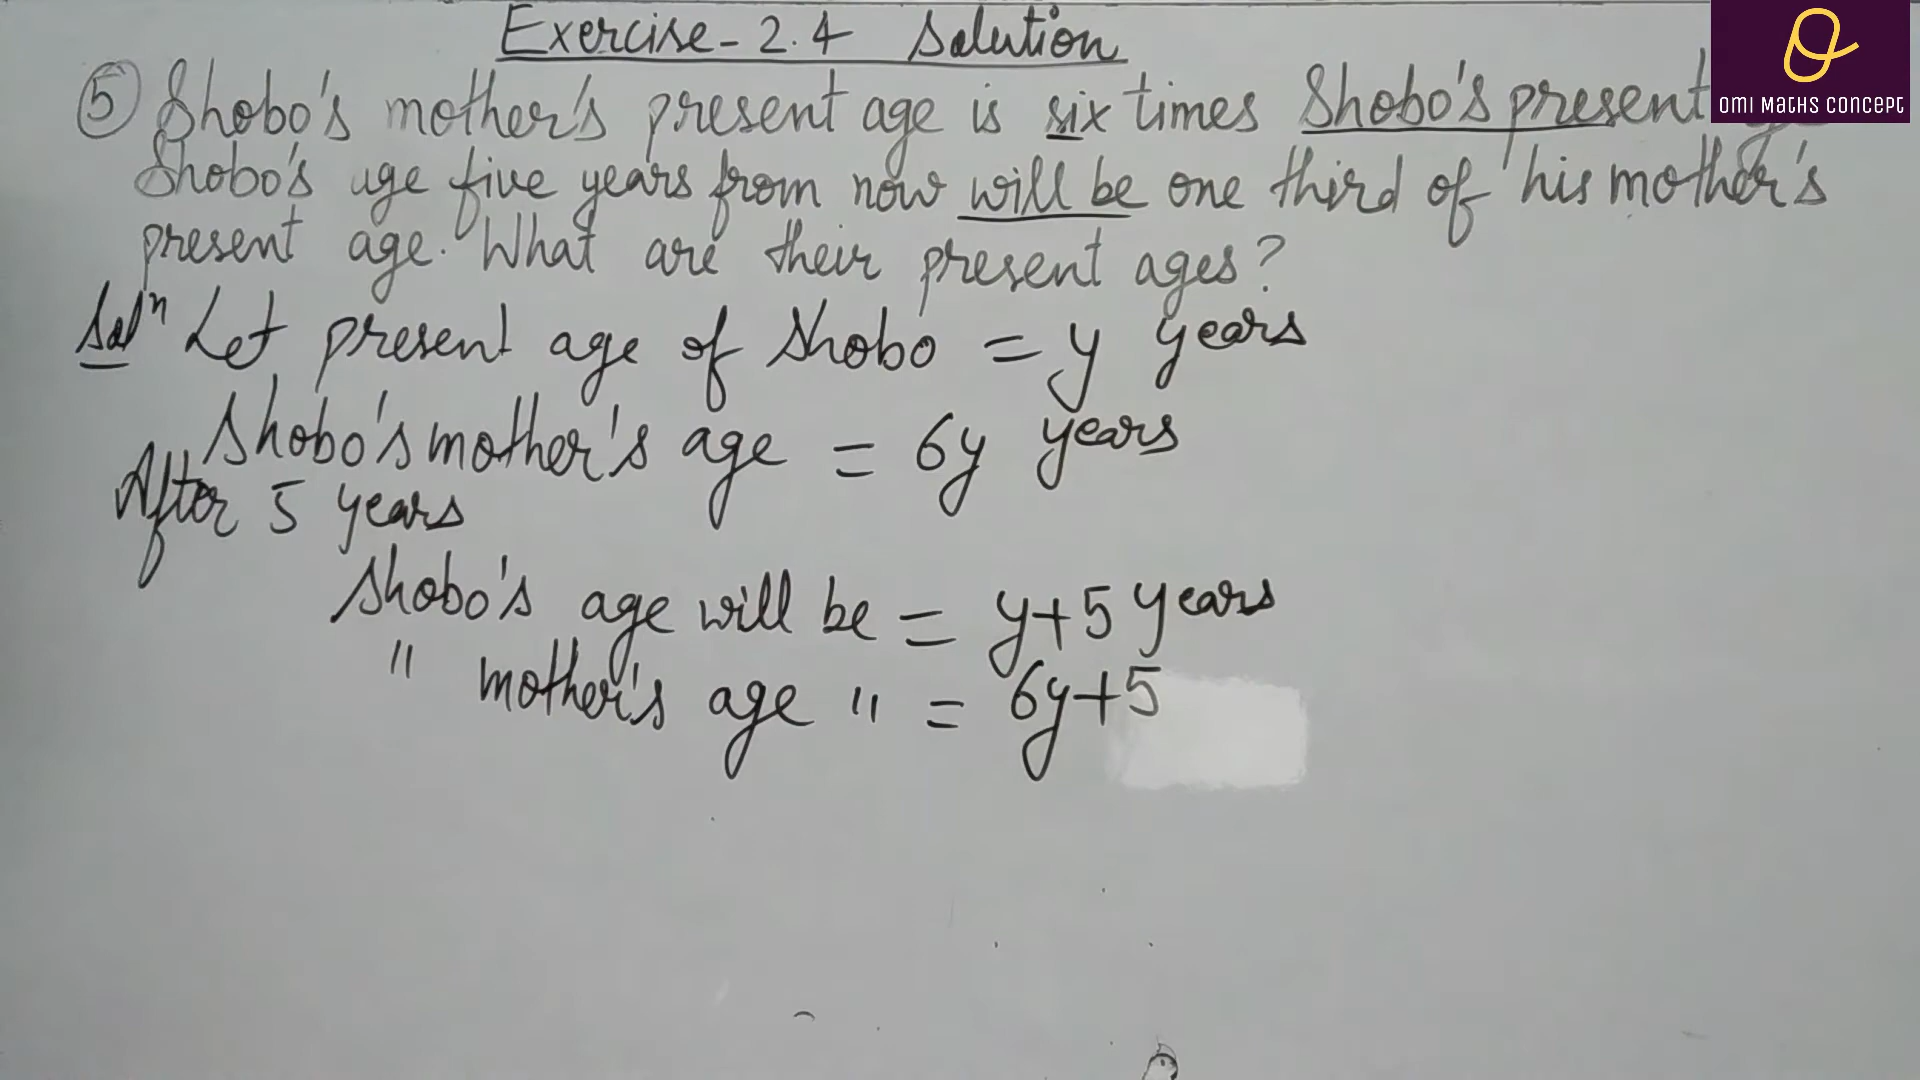 Exercise - 2.4 Solution
OMI MATHS CONCEPT
⑤ Shobo's mother's present age is six times Shobo's present
Shobo's age five years from now will be one third of his mother's
present age. What are their present ages?
Solⁿ Let present age of Shobo = y years
Shobo's mother's age = 6y years
After 5 years
Shobo's age will be = y+5 years
" mother's age " = 6y+5